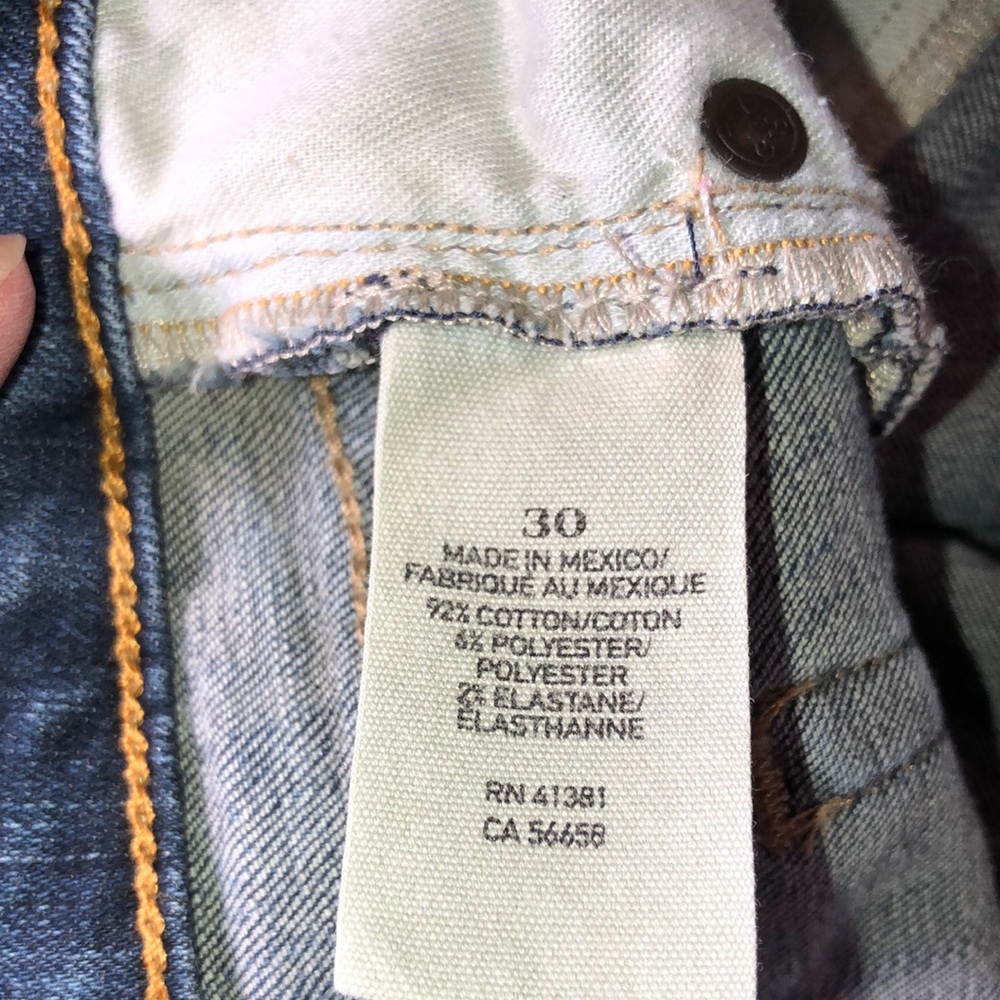 30
MADE IN MEXICO/
FABRIQUÉ AU MEXIQUE
92% COTTON/COTON
6% POLYESTER/
POLYESTER
2% ELASTANE/
ÉLASTHANNE
RN 41381
CA 56658